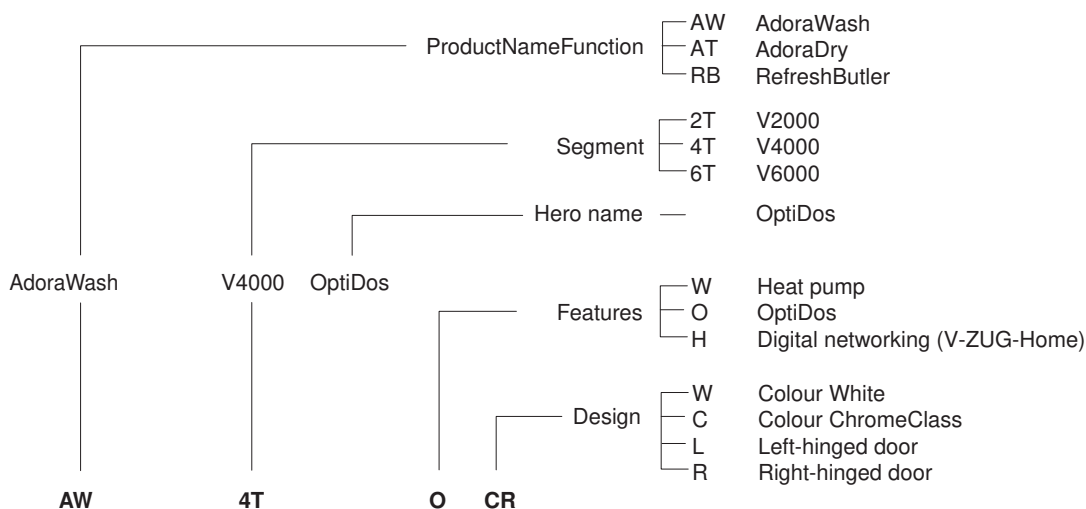 AW AdoraWash
ProductNameFunction AT AdoraDry
RB RefreshButler
2T V2000
Segment 4T V4000
6T V6000
Hero name OptiDos
AdoraWash V4000 OptiDos
W Heat pump
Features O OptiDos
H Digital networking (V-ZUG-Home)
W Colour White
Design C Colour ChromeClass
L Left-hinged door
R Right-hinged door
AW 4T O CR